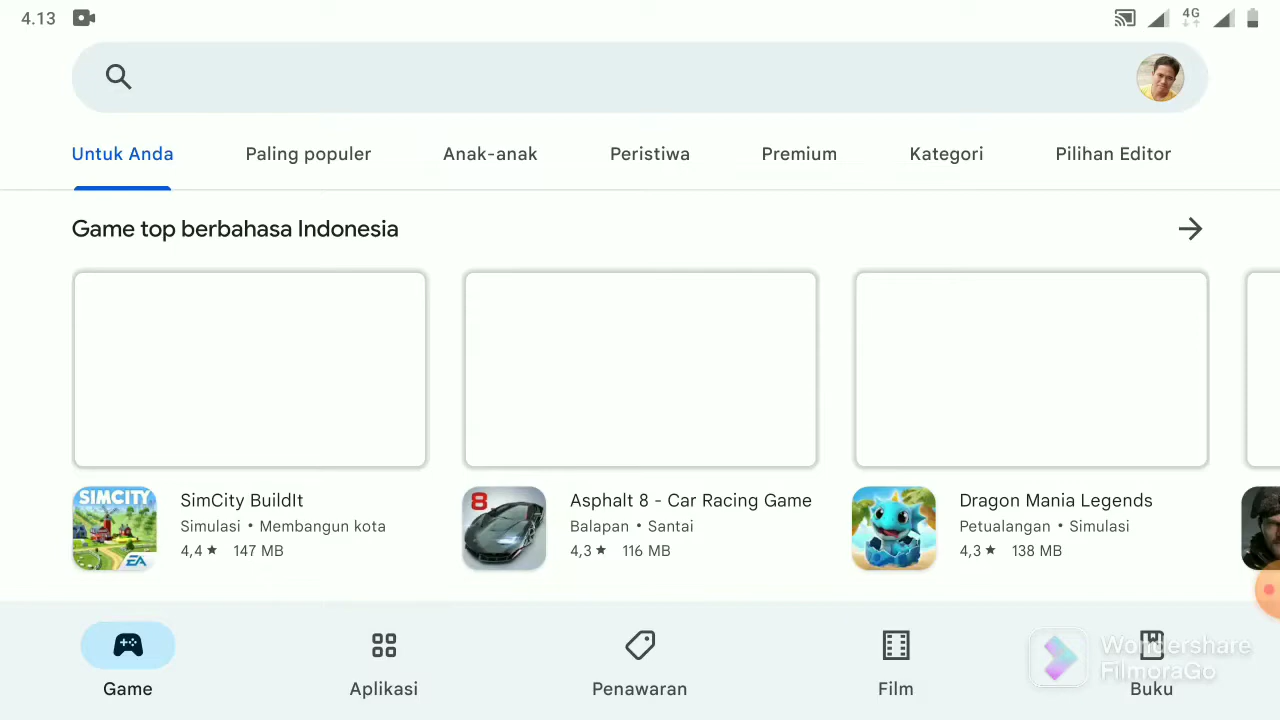 4.13
4G
Untuk Anda Paling populer Anak-anak Peristiwa Premium Kategori Pilihan Editor
Game top berbahasa Indonesia
SIMCITY
EA
SimCity BuildIt
Simulasi • Membangun kota
4,4 ★ 147 MB
8
Asphalt 8 - Car Racing Game
Balapan • Santai
4,3 ★ 116 MB
Dragon Mania Legends
Petualangan • Simulasi
4,3 ★ 138 MB
Game Aplikasi Penawaran Film Buku
Wondershare
FilmoraGo